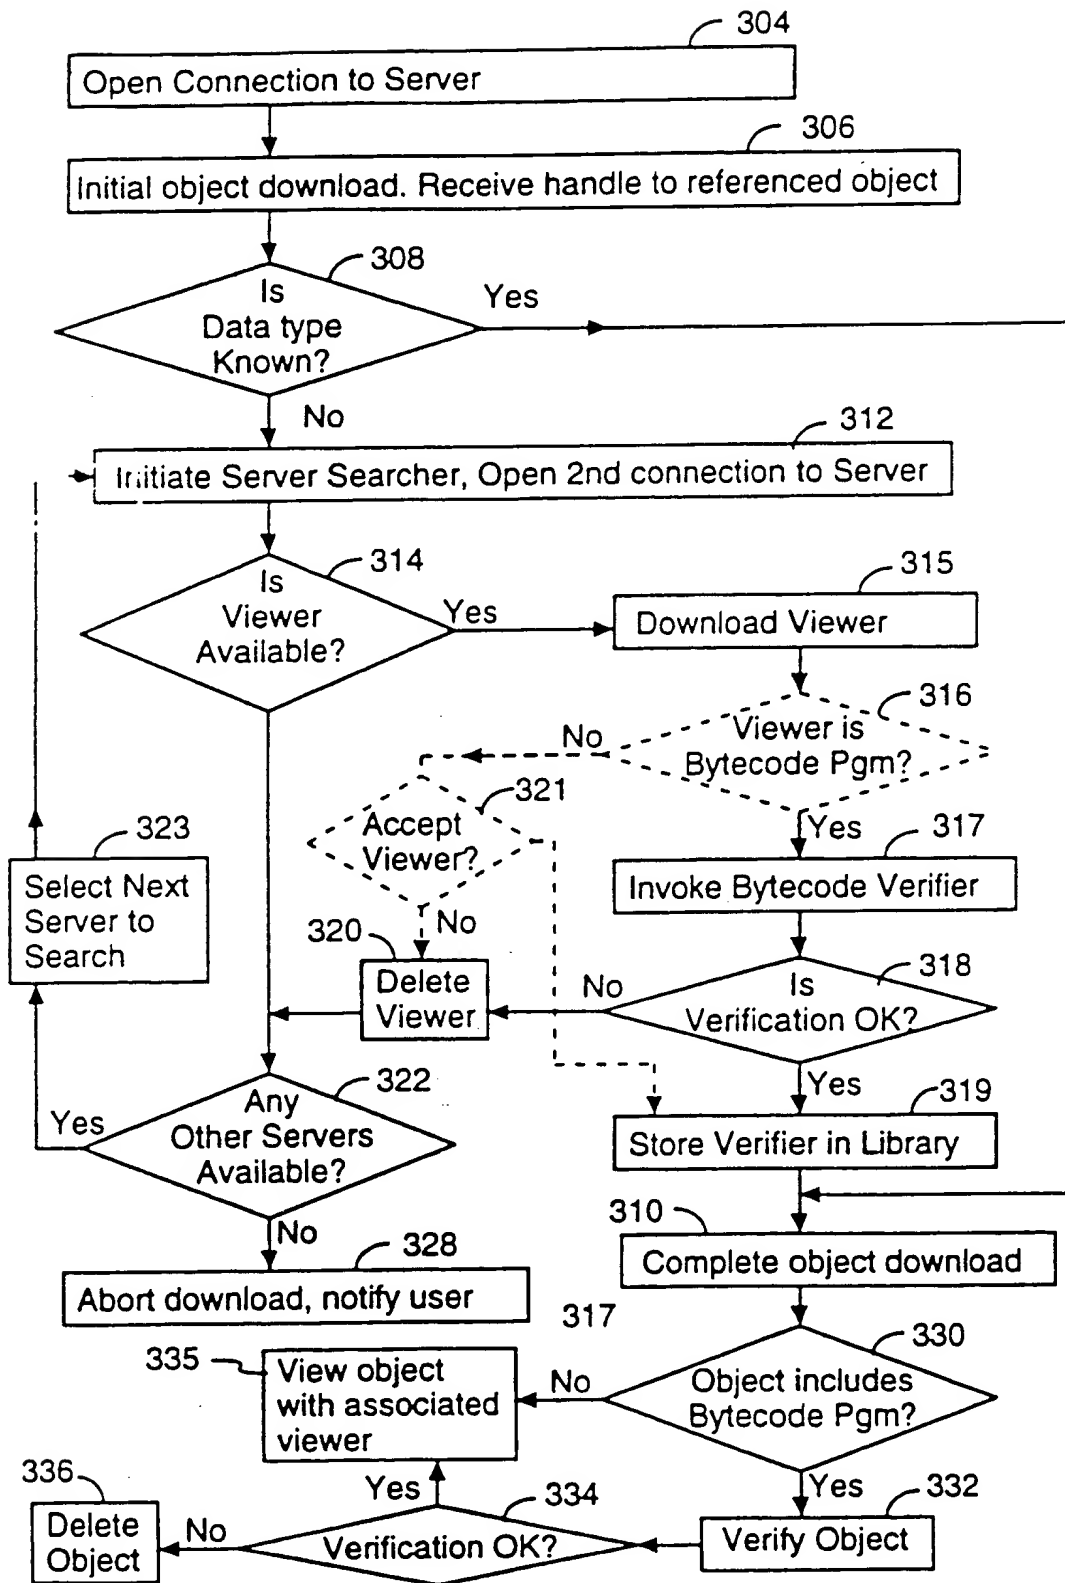 304
Open Connection to Server
306
Initial object download. Receive handle to referenced object
308
Is
Data type
Known?
Yes
No
312
Initiate Server Searcher, Open 2nd connection to Server
314
Is
Viewer
Available?
Yes
315
Download Viewer
316
Viewer is
Bytecode Pgm?
No
Yes
321
Accept
Viewer?
No
317
Invoke Bytecode Verifier
323
Select Next
Server to
Search
320
Delete
Viewer
No
318
Is
Verification OK?
Yes
322
Any
Other Servers
Available?
Yes
No
319
Store Verifier in Library
310
Complete object download
328
Abort download, notify user
317
330
Object includes
Bytecode Pgm?
No
Yes
335
View object
with associated
viewer
Yes
336
Delete
Object
No
334
Verification OK?
332
Verify Object